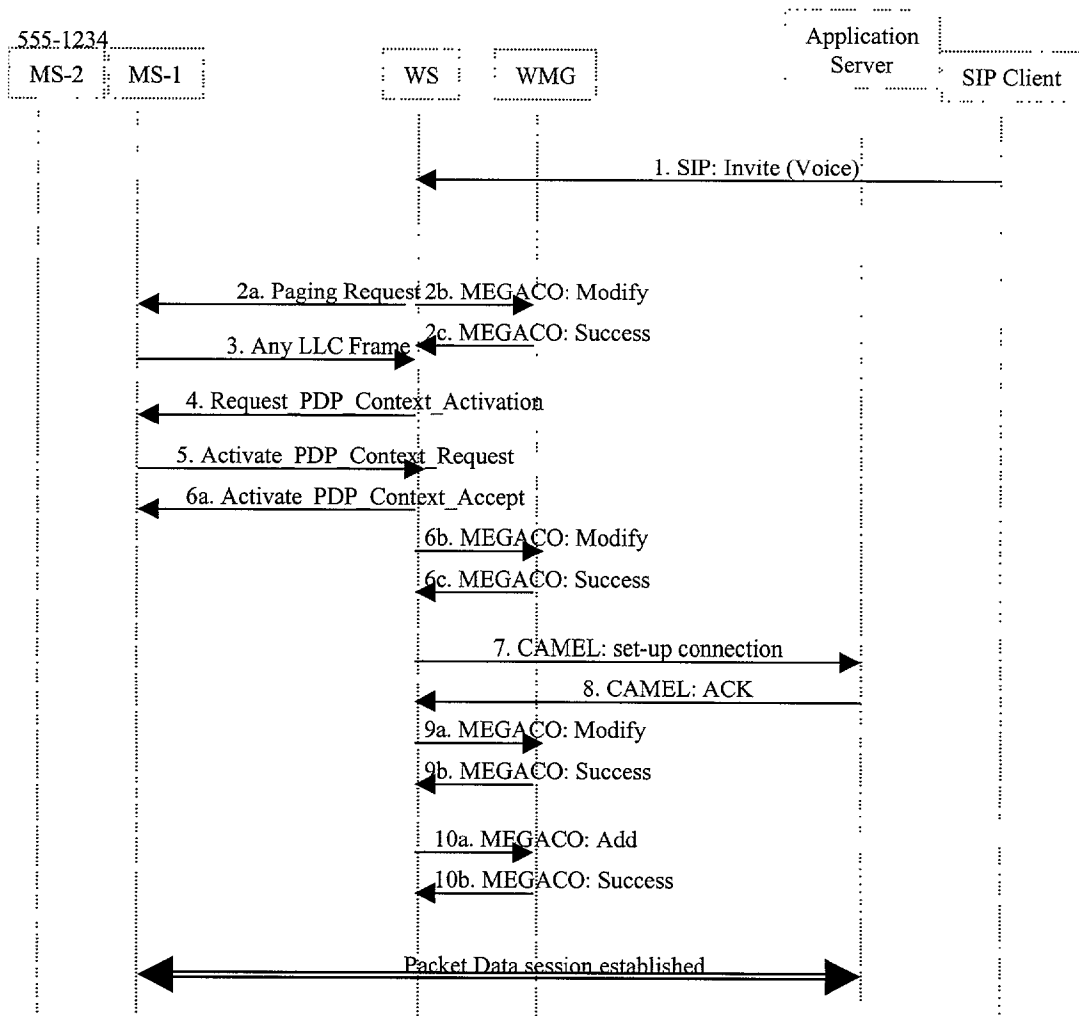 555-1234
MS-2
MS-1
WS
WMG
Application
Server
SIP Client
1. SIP: Invite (Voice)
2a. Paging Request
2b. MEGACO: Modify
2c. MEGACO: Success
3. Any LLC Frame
4. Request_PDP_Context_Activation
5. Activate_PDP_Context_Request
6a. Activate_PDP_Context_Accept
6b. MEGACO: Modify
6c. MEGACO: Success
7. CAMEL: set-up connection
8. CAMEL: ACK
9a. MEGACO: Modify
9b. MEGACO: Success
10a. MEGACO: Add
10b. MEGACO: Success
Packet Data session established